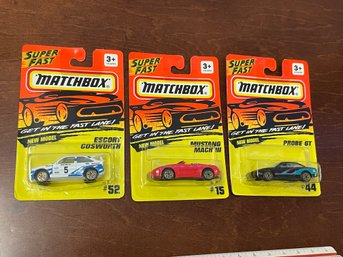 SUPER FAST
3+
MATCHBOX
GET IN THE FAST LANE!
NEW MODEL
ESCORT
COSWORTH
5
#52
SUPER FAST
3+
MATCHBOX
GET IN THE FAST LANE!
NEW MODEL
MUSTANG
MACH III
#15
SUPER FAST
3+
MATCHBOX
GET IN THE FAST LANE!
NEW MODEL
PROBE GT
#44